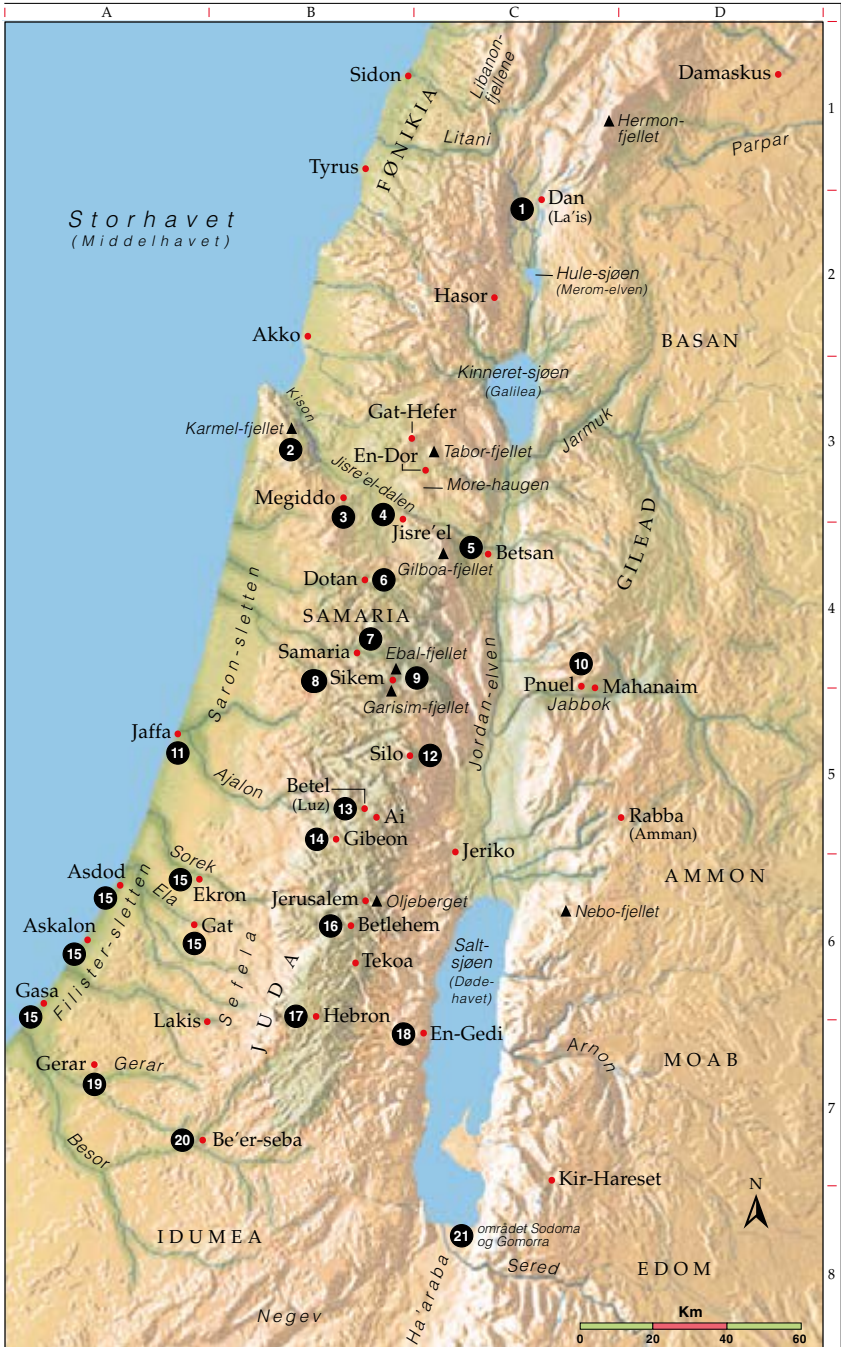 A B C D
Sidon
Libanon-
fjellene
Damaskus
1
FØNIKIA
Hermon-
fjellet
Litani
Parpar
Tyrus
Storhavet
(Middelhavet)
1
Dan
(La'is)
2
Hule-sjøen
(Merom-elven)
Hasor
Akko
BASAN
Kinneret-sjøen
(Galilea)
Kison
Gat-Hefer
Karmel-fjellet
2
Jarmuk
3
Tabor-fjellet
En-Dor
Jisre'el-dalen
More-haugen
Megiddo
3
4
Jisre'el
5
Betsan
GILEAD
Gilboa-fjellet
Dotan
6
4
Saron-sletten
SAMARIA
7
Samaria
Ebal-fjellet
8
Sikem
9
10
Pnuel
Mahanaim
Garisim-fjellet
Jordan-elven
Jabbok
Jaffa
11
Silo
12
Ajalon
5
Betel
(Luz)
13
Ai
Rabba
(Amman)
14
Gibeon
Sorek
Jeriko
Asdod
15
Ela
15
Ekron
AMMON
Jerusalem
Oljeberget
Nebo-fjellet
Askalon
15
Gat
15
16
Betlehem
6
Filister-sletten
Sefela
JUDA
Tekoa
Salt-
sjøen
(Døde-
havet)
Gasa
15
Lakis
17
Hebron
18
En-Gedi
Arnon
MOAB
Gerar
Gerar
19
7
Besor
20
Be'er-seba
Kir-Hareset
N
IDUMEA
21
området Sodoma
og Gomorra
Ha'araba
Sered
EDOM
8
Negev
Km
0 20 40 60